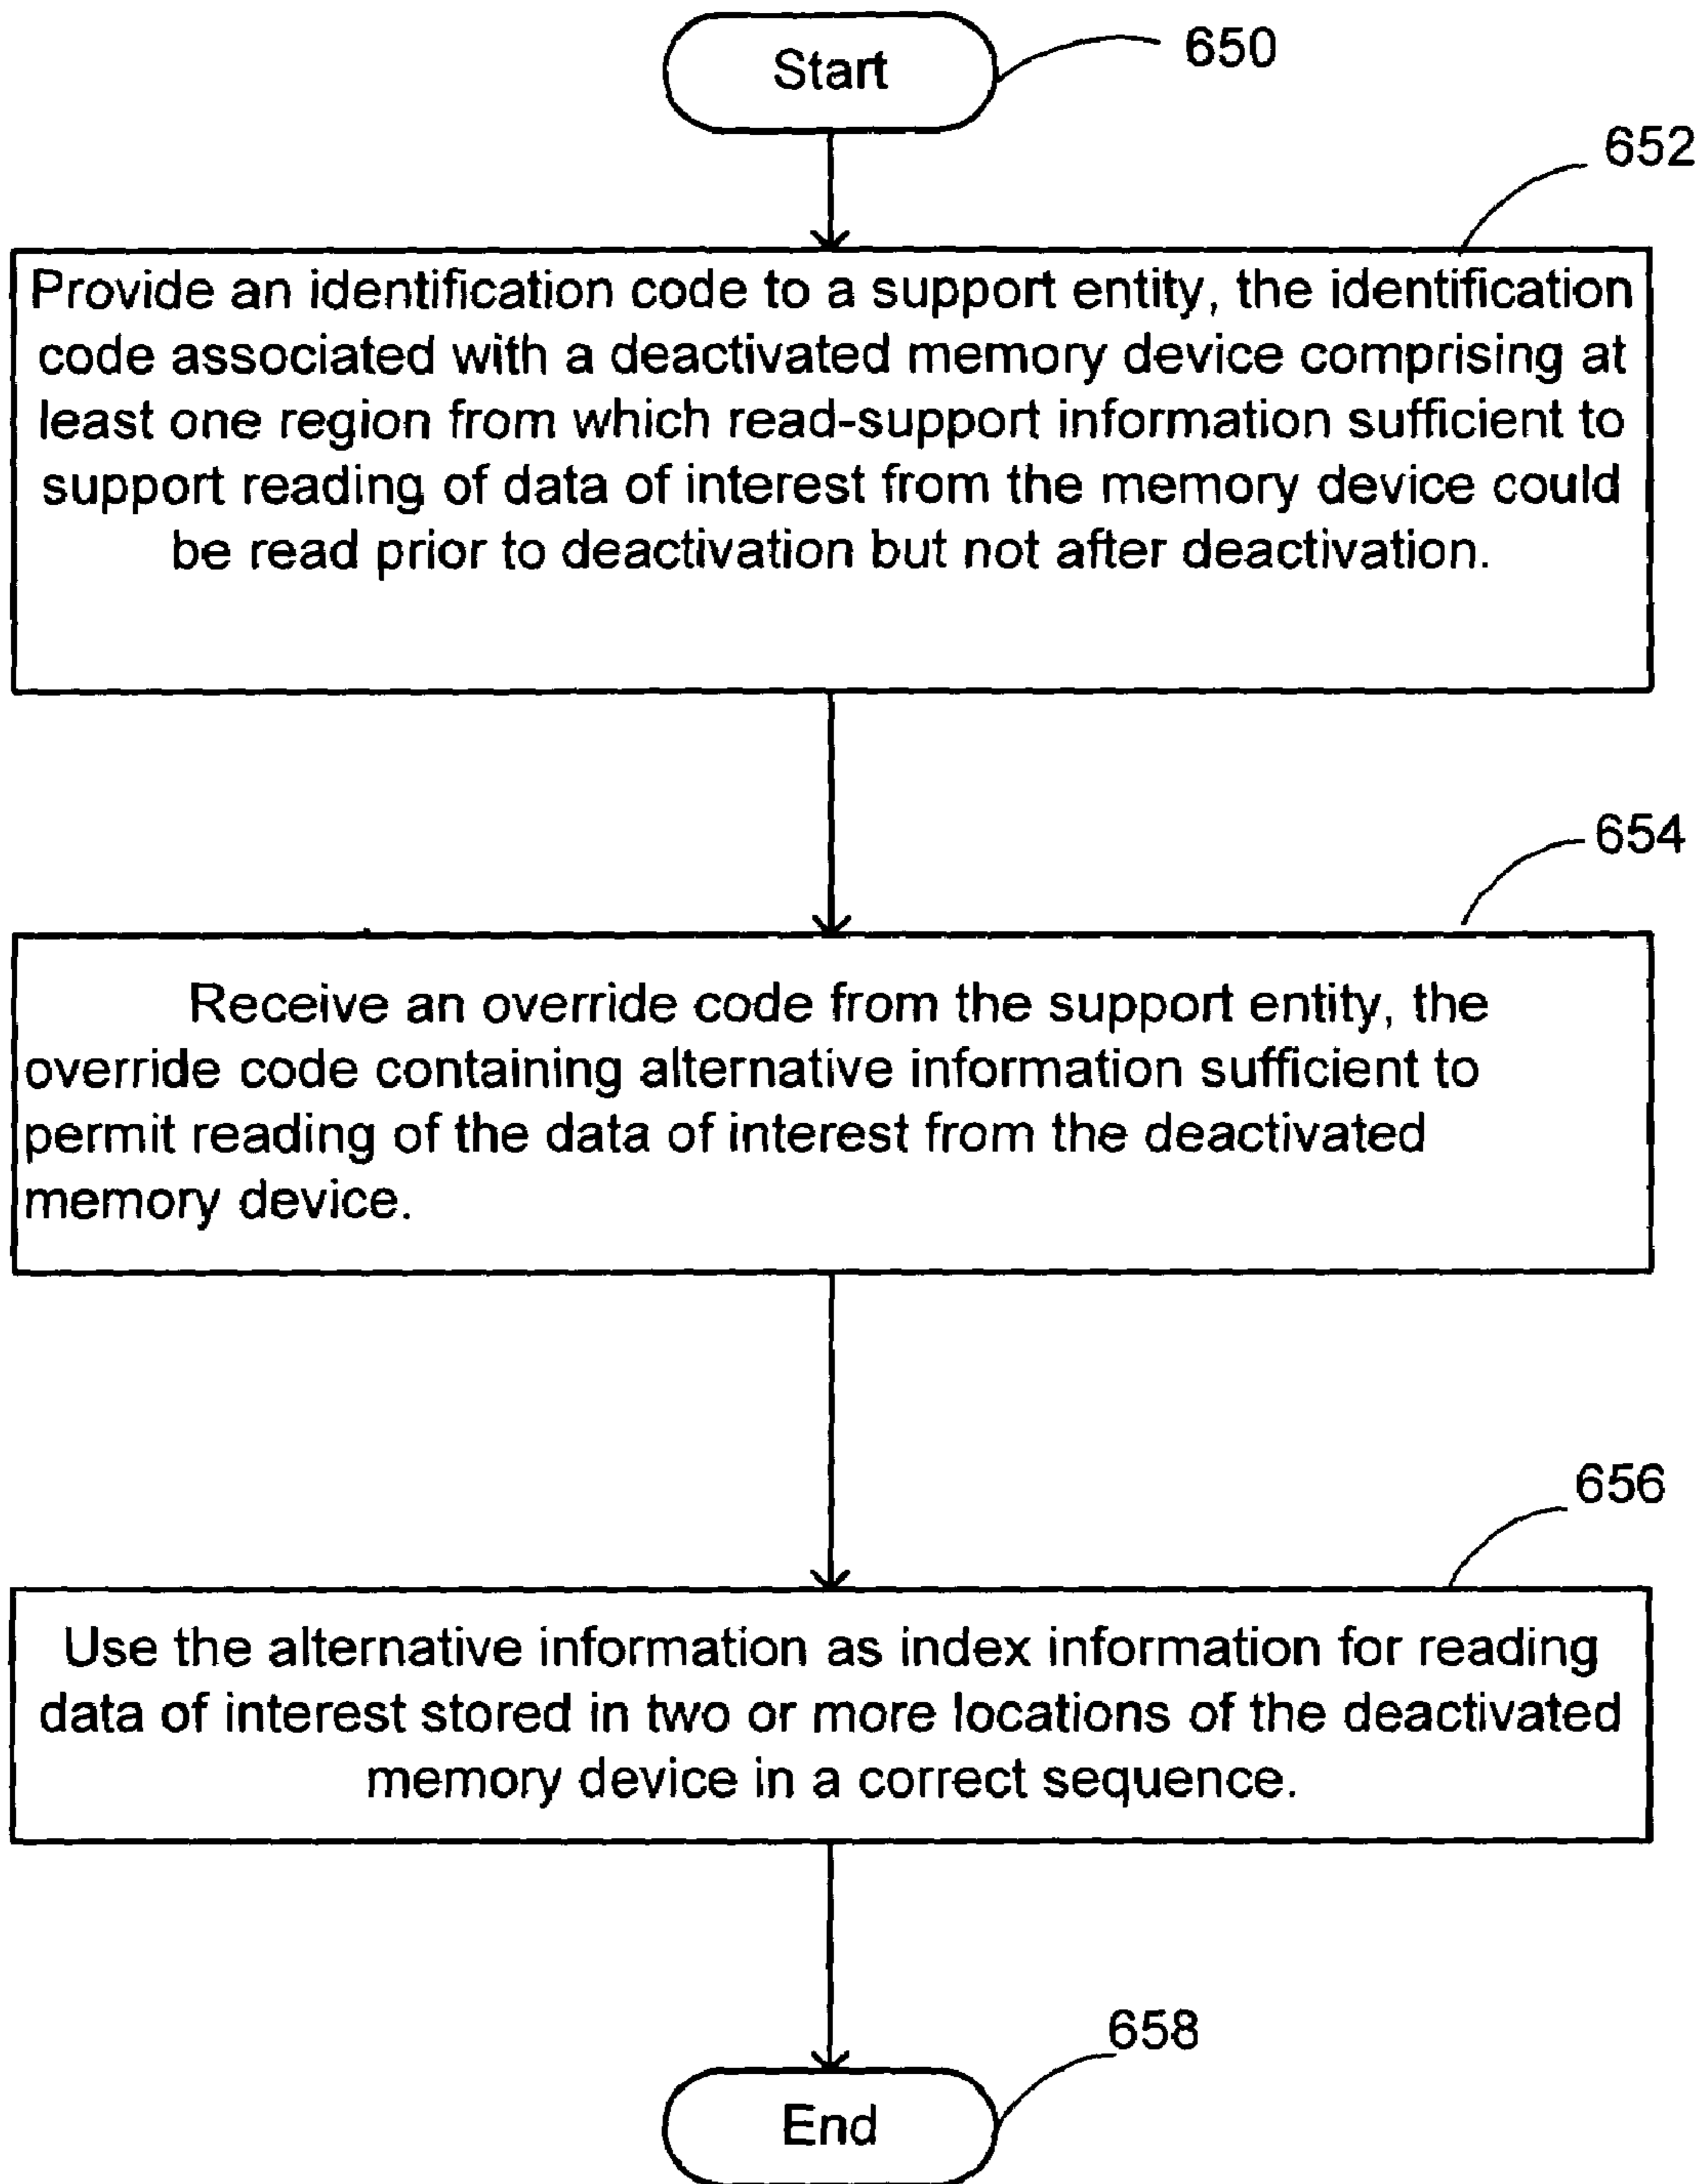 Start
650
652
Provide an identification code to a support entity, the identification
code associated with a deactivated memory device comprising at
least one region from which read-support information sufficient to
support reading of data of interest from the memory device could
be read prior to deactivation but not after deactivation.
654
Receive an override code from the support entity, the
override code containing alternative information sufficient to
permit reading of the data of interest from the deactivated
memory device.
656
Use the alternative information as index information for reading
data of interest stored in two or more locations of the deactivated
memory device in a correct sequence.
658
End